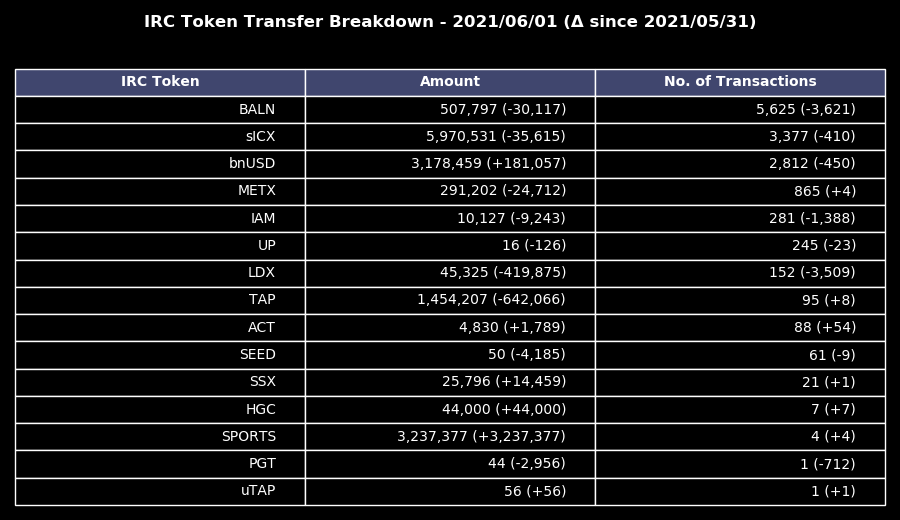 IRC Token Transfer Breakdown - 2021/06/01 (Δ since 2021/05/31)
IRC Token Amount No. of Transactions
BALN 507,797 (-30,117) 5,625 (-3,621)
sICX 5,970,531 (-35,615) 3,377 (-410)
bnUSD 3,178,459 (+181,057) 2,812 (-450)
METX 291,202 (-24,712) 865 (+4)
IAM 10,127 (-9,243) 281 (-1,388)
UP 16 (-126) 245 (-23)
LDX 45,325 (-419,875) 152 (-3,509)
TAP 1,454,207 (-642,066) 95 (+8)
ACT 4,830 (+1,789) 88 (+54)
SEED 50 (-4,185) 61 (-9)
SSX 25,796 (+14,459) 21 (+1)
HGC 44,000 (+44,000) 7 (+7)
SPORTS 3,237,377 (+3,237,377) 4 (+4)
PGT 44 (-2,956) 1 (-712)
uTAP 56 (+56) 1 (+1)